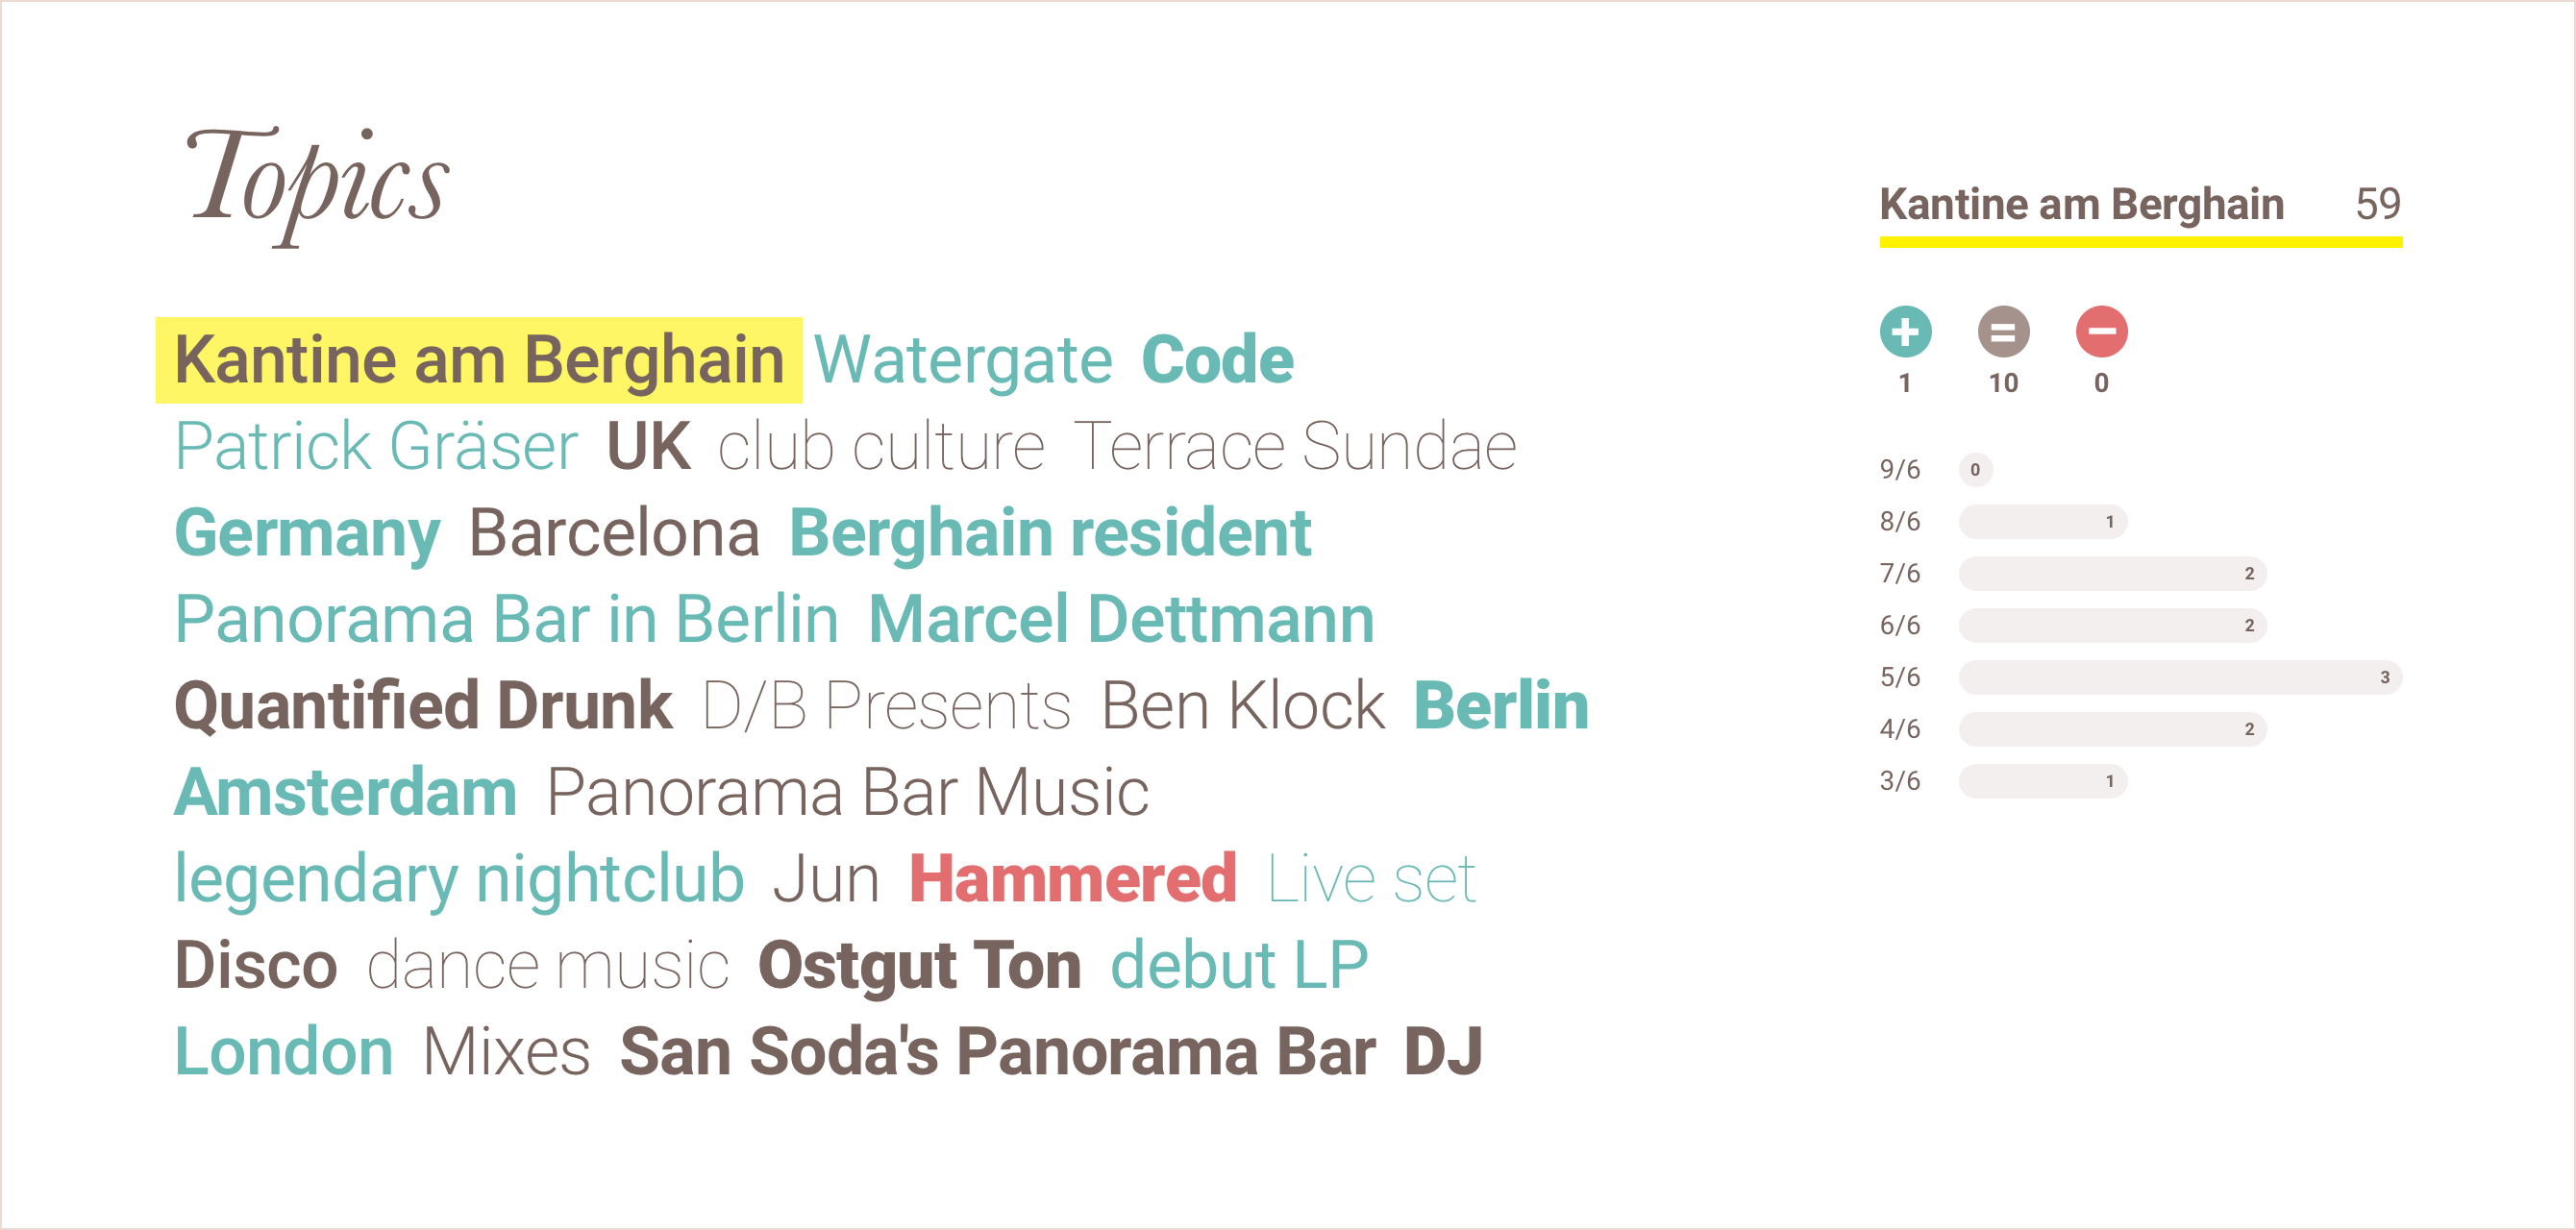 Topics
Kantine am Berghain Watergate Code
Patrick Gräser UK club culture Terrace Sundae
Germany Barcelona Berghain resident
Panorama Bar in Berlin Marcel Dettmann
Quantified Drunk D/B Presents Ben Klock Berlin
Amsterdam Panorama Bar Music
legendary nightclub Jun Hammered Live set
Disco dance music Ostgut Ton debut LP
London Mixes San Soda's Panorama Bar DJ
Kantine am Berghain 59
+ = −
1 10 0
9/6 0
8/6 1
7/6 2
6/6 2
5/6 3
4/6 2
3/6 1